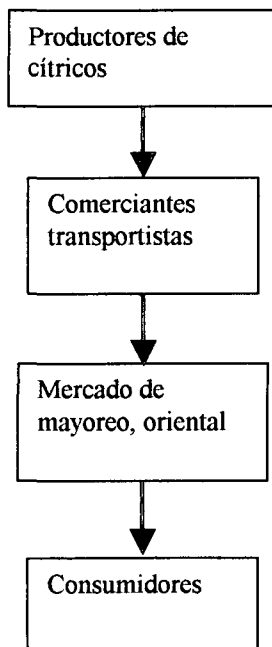 Productores de
cítricos
Comerciantes
transportistas
Mercado de
mayoreo, oriental
Consumidores